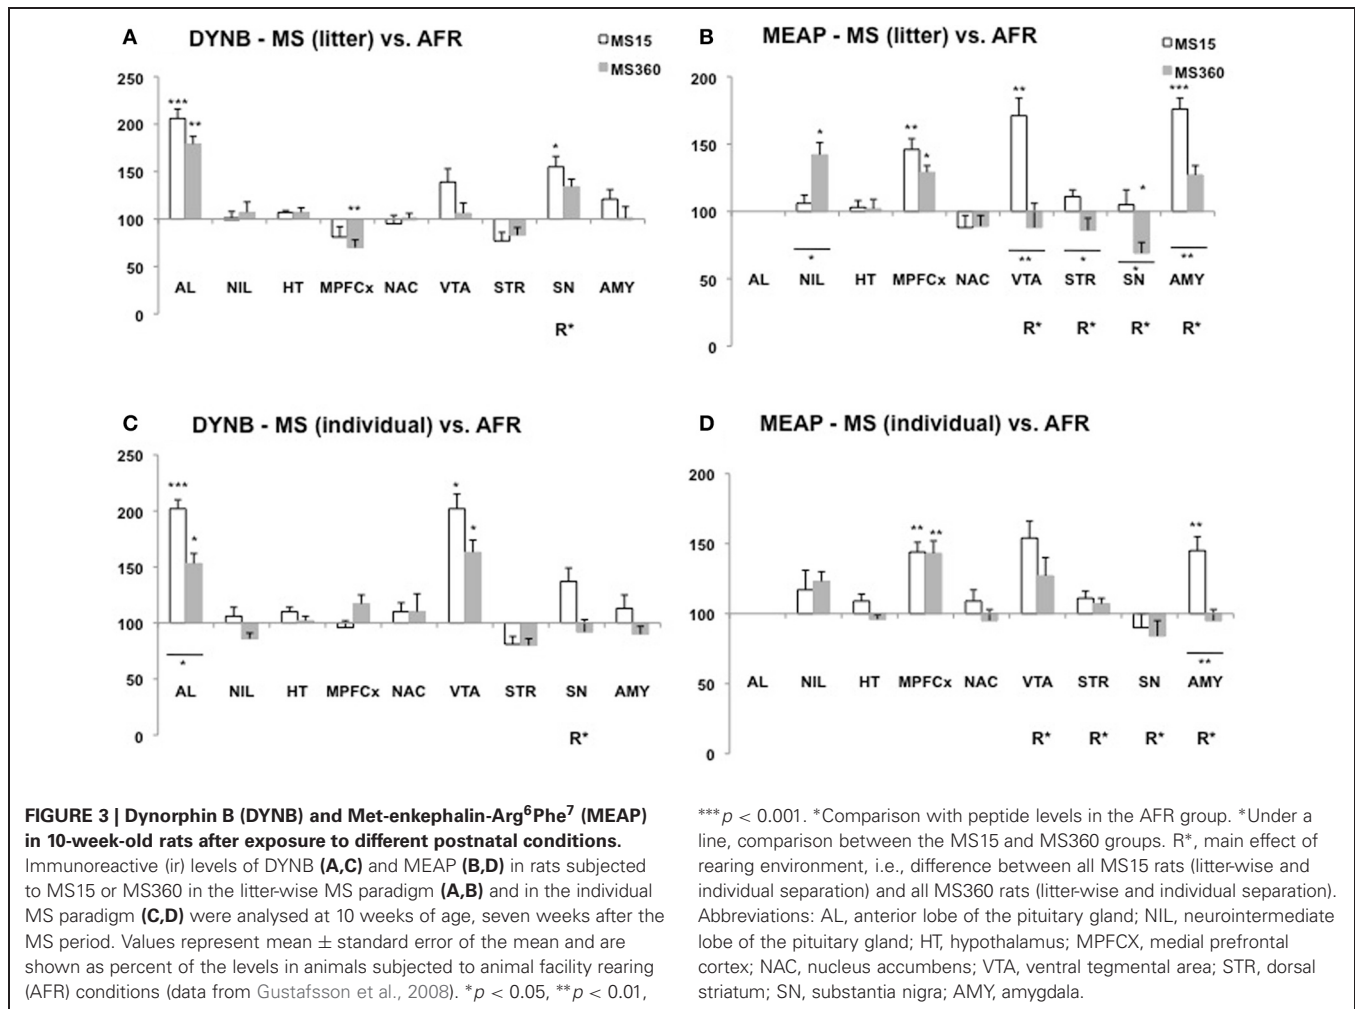 A
DYNB - MS (litter) vs. AFR
MS15
MS360
250
200
150
100
50
0
***
**
**
*
AL NIL HT MPFCx NAC VTA STR SN AMY
R*
B
MEAP - MS (litter) vs. AFR
MS15
MS360
200
150
100
50
0
*
**
*
**
*
***
*
**
*
*
**
AL NIL HT MPFCx NAC VTA STR SN AMY
R* R* R* R*
C
DYNB - MS (individual) vs. AFR
250
200
150
100
50
0
***
*
*
*
*
AL NIL HT MPFCx NAC VTA STR SN AMY
R*
D
MEAP - MS (individual) vs. AFR
200
150
100
50
0
**
**
**
**
AL NIL HT MPFCx NAC VTA STR SN AMY
R* R* R* R*
FIGURE 3 | Dynorphin B (DYNB) and Met-enkephalin-Arg⁶Phe⁷ (MEAP)
in 10-week-old rats after exposure to different postnatal conditions.
Immunoreactive (ir) levels of DYNB (A,C) and MEAP (B,D) in rats subjected
to MS15 or MS360 in the litter-wise MS paradigm (A,B) and in the individual
MS paradigm (C,D) were analysed at 10 weeks of age, seven weeks after the
MS period. Values represent mean ± standard error of the mean and are
shown as percent of the levels in animals subjected to animal facility rearing
(AFR) conditions (data from Gustafsson et al., 2008). *p < 0.05, **p < 0.01,
***p < 0.001. *Comparison with peptide levels in the AFR group. *Under a
line, comparison between the MS15 and MS360 groups. R*, main effect of
rearing environment, i.e., difference between all MS15 rats (litter-wise and
individual separation) and all MS360 rats (litter-wise and individual separation).
Abbreviations: AL, anterior lobe of the pituitary gland; NIL, neurointermediate
lobe of the pituitary gland; HT, hypothalamus; MPFCX, medial prefrontal
cortex; NAC, nucleus accumbens; VTA, ventral tegmental area; STR, dorsal
striatum; SN, substantia nigra; AMY, amygdala.